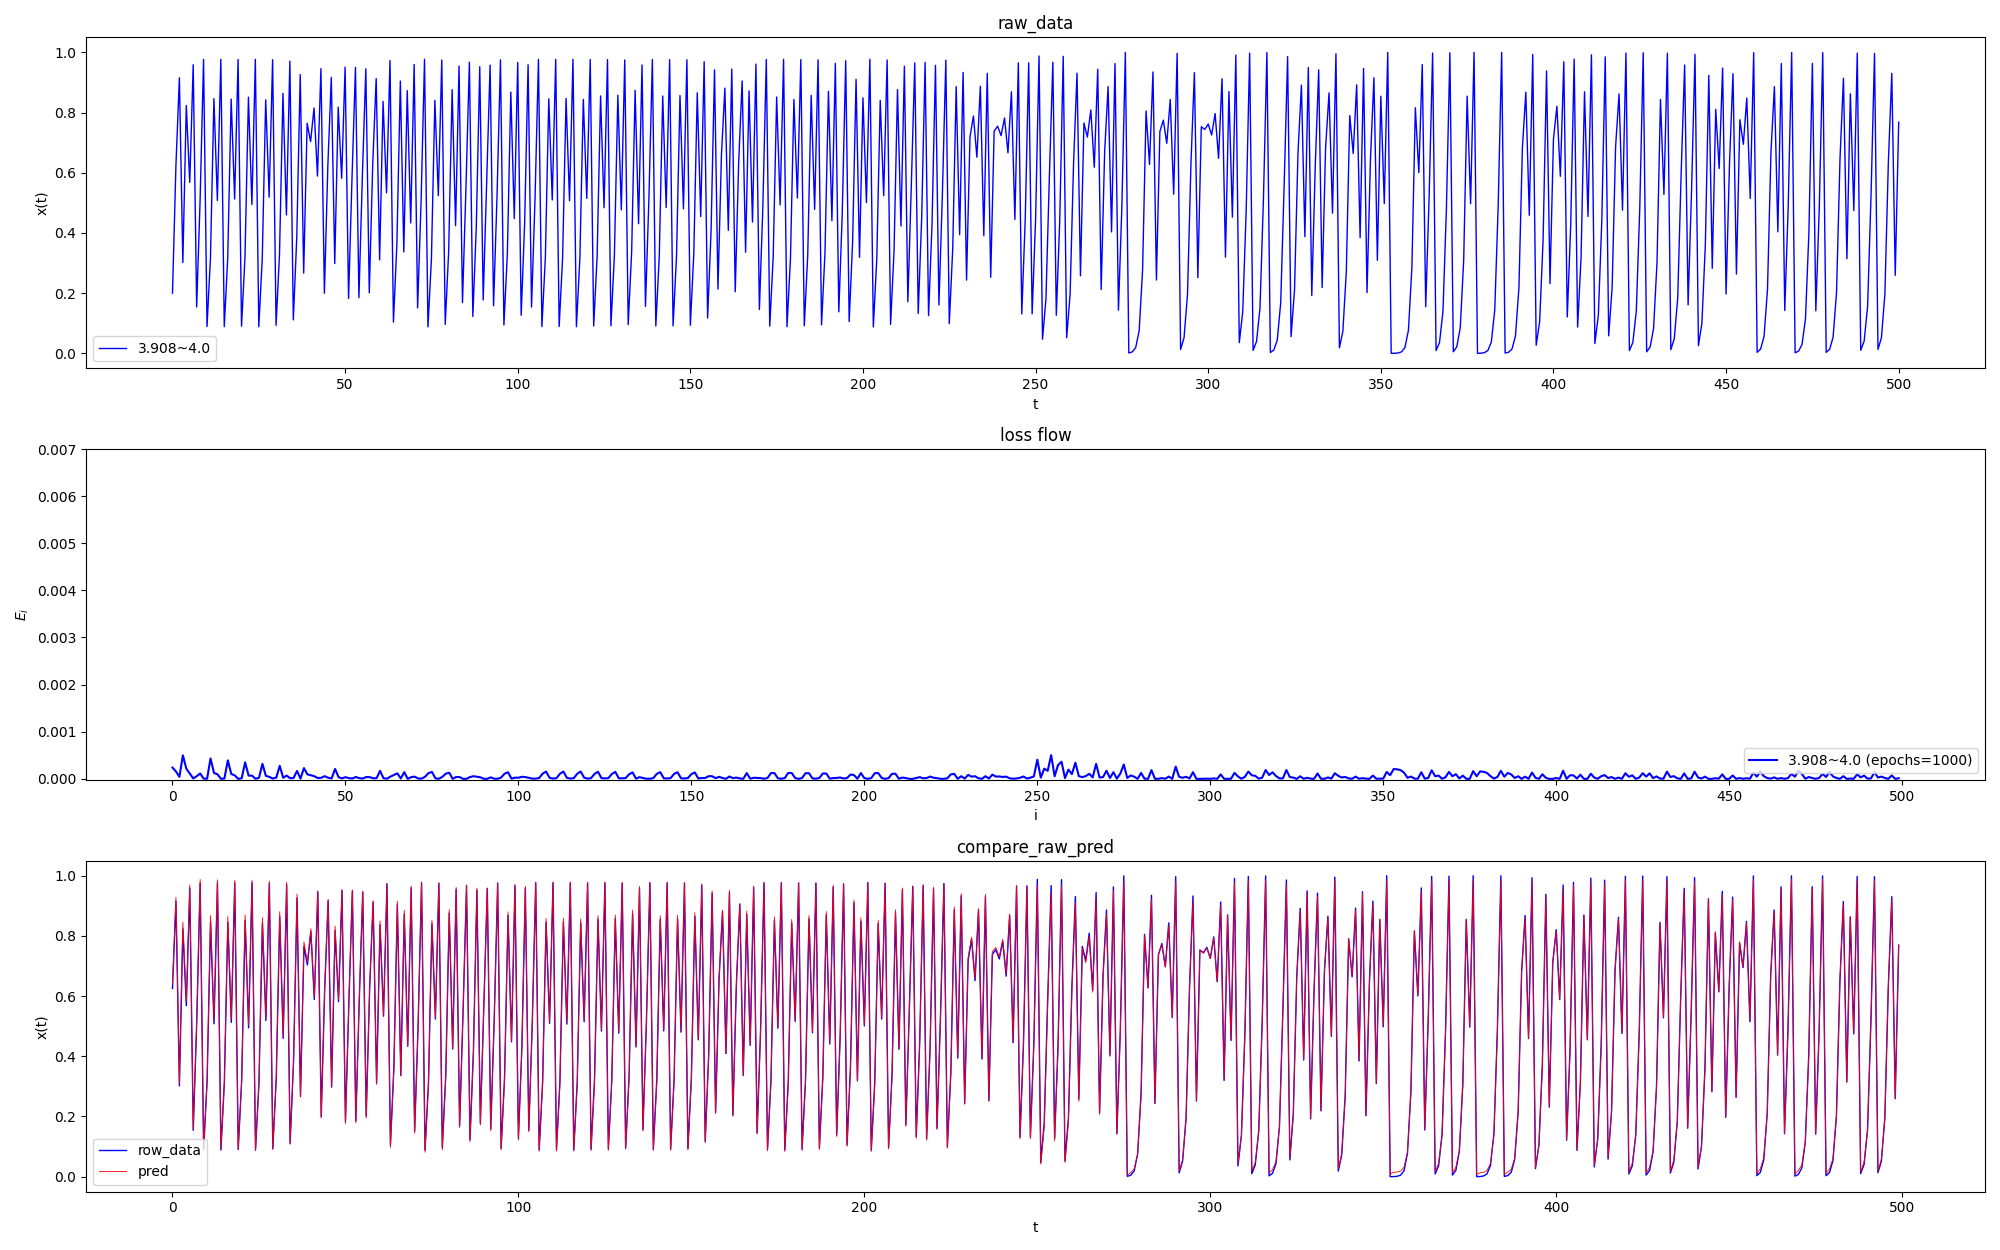 raw_data
1.0
0.8
0.6
0.4
0.2
0.0
x(t)
3.908~4.0
50 100 150 200 250 300 350 400 450 500
t
loss flow
0.007
0.006
0.005
0.004
0.003
0.002
0.001
0.000
E_i
3.908~4.0 (epochs=1000)
0 50 100 150 200 250 300 350 400 450 500
i
compare_raw_pred
1.0
0.8
0.6
0.4
0.2
0.0
x(t)
row_data
pred
0 100 200 300 400 500
t